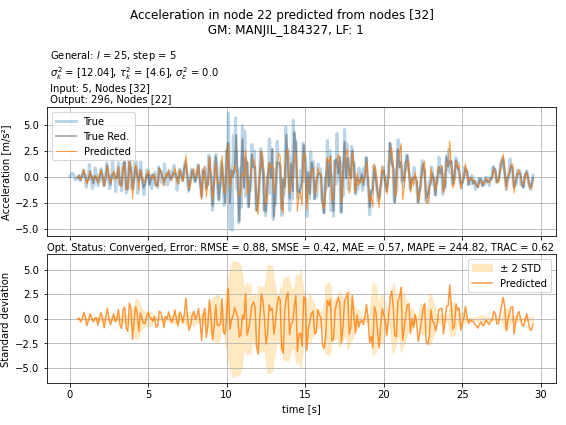 Acceleration in node 22 predicted from nodes [32]
GM: MANJIL_184327, LF: 1
General: l = 25, step = 5
σ²ₖ = [12.04], τ²ₖ = [4.6], σ²ε = 0.0
Input: 5, Nodes [32]
Output: 296, Nodes [22]
Acceleration [m/s²]
5.0
2.5
0.0
−2.5
−5.0
True
True Red.
Predicted
Opt. Status: Converged, Error: RMSE = 0.88, SMSE = 0.42, MAE = 0.57, MAPE = 244.82, TRAC = 0.62
Standard deviation
5.0
2.5
0.0
−2.5
−5.0
± 2 STD
Predicted
0 5 10 15 20 25 30
time [s]